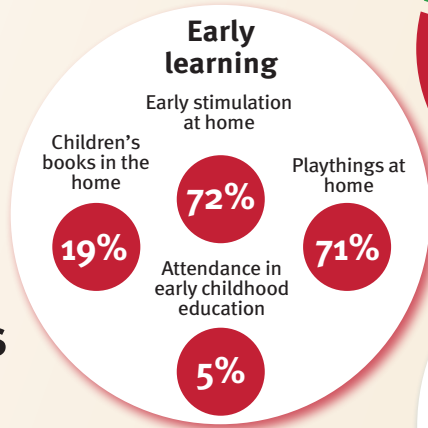 Early
learning
Early stimulation
at home
72%
Children's
books in the
home
19%
Playthings at
home
71%
Attendance in
early childhood
education
5%
s